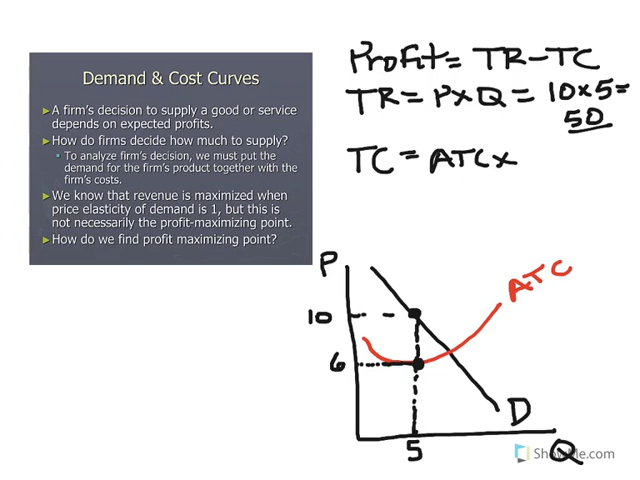 Demand & Cost Curves
► A firm's decision to supply a good or service
depends on expected profits.
► How do firms decide how much to supply?
▪ To analyze firm's decision, we must put the
demand for the firm's product together with the
firm's costs.
► We know that revenue is maximized when
price elasticity of demand is 1, but this is
not necessarily the profit-maximizing point.
► How do we find profit maximizing point?
Profit = TR - TC
TR = P x Q = 10 x 5 =
50
TC = ATC x
P
ATC
10
6
D
5
Q
ShowMe.com